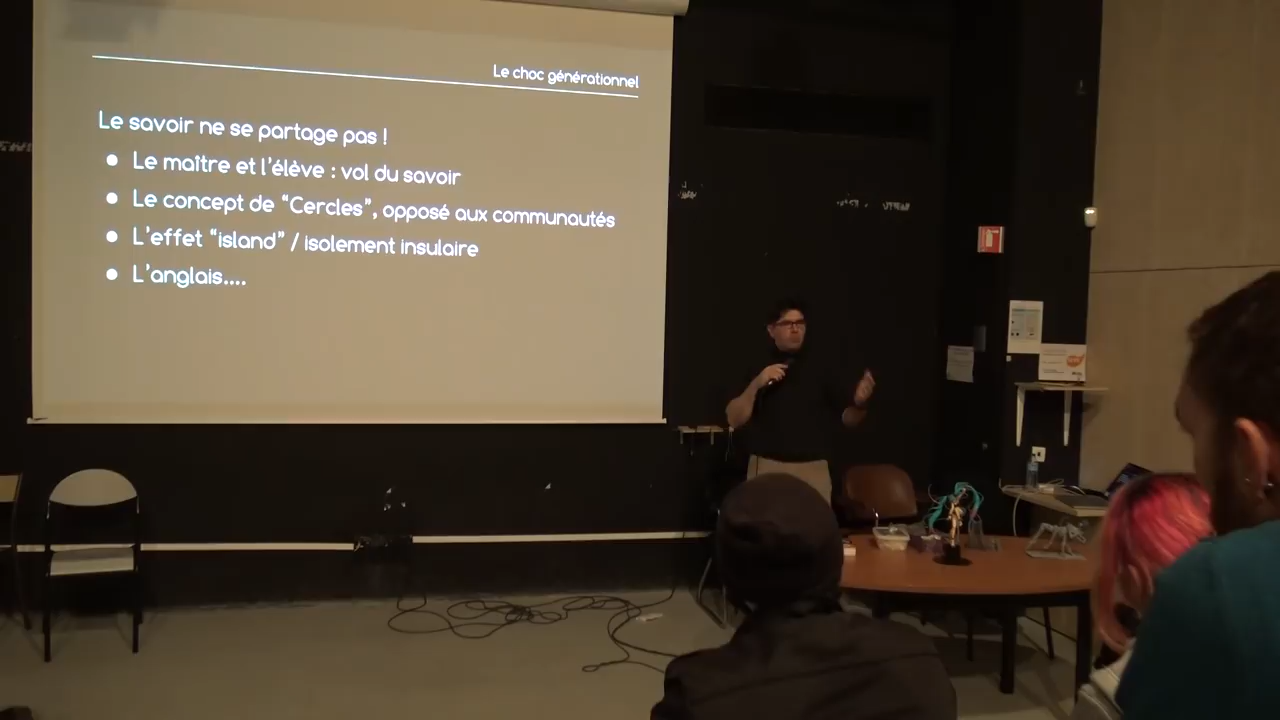 Le choc générationnel
Le savoir ne se partage pas !
● Le maître et l'élève : vol du savoir
● Le concept de "Cercles", opposé aux communautés
● L'effet "island" / isolement insulaire
● L'anglais....